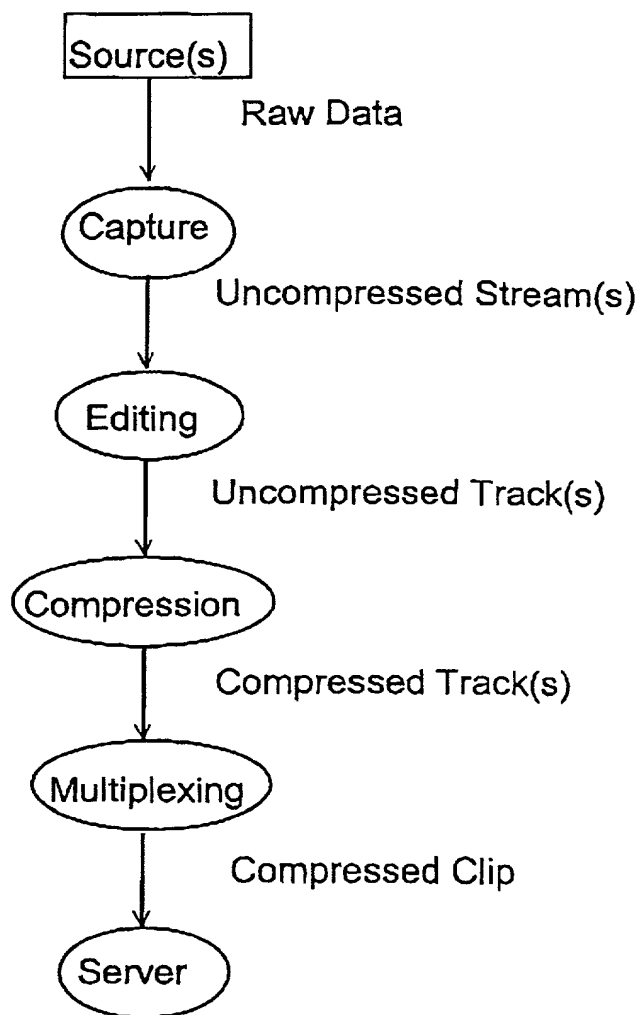 Source(s)
Raw Data
Capture
Uncompressed Stream(s)
Editing
Uncompressed Track(s)
Compression
Compressed Track(s)
Multiplexing
Compressed Clip
Server